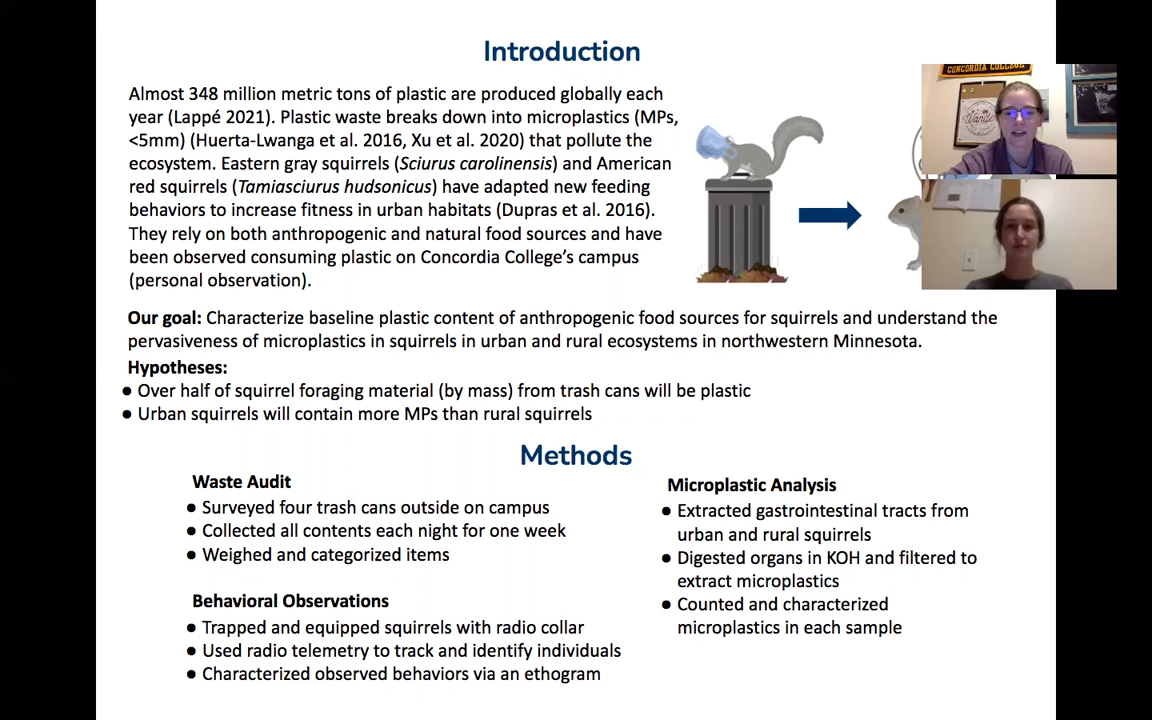 Introduction
Almost 348 million metric tons of plastic are produced globally each
year (Lappé 2021). Plastic waste breaks down into microplastics (MPs,
<5mm) (Huerta-Lwanga et al. 2016, Xu et al. 2020) that pollute the
ecosystem. Eastern gray squirrels (Sciurus carolinensis) and American
red squirrels (Tamiasciurus hudsonicus) have adapted new feeding
behaviors to increase fitness in urban habitats (Dupras et al. 2016).
They rely on both anthropogenic and natural food sources and have
been observed consuming plastic on Concordia College's campus
(personal observation).
CONCORDIA COLLEGE
Our goal: Characterize baseline plastic content of anthropogenic food sources for squirrels and understand the
pervasiveness of microplastics in squirrels in urban and rural ecosystems in northwestern Minnesota.
Hypotheses:
● Over half of squirrel foraging material (by mass) from trash cans will be plastic
● Urban squirrels will contain more MPs than rural squirrels
Methods
Waste Audit
● Surveyed four trash cans outside on campus
● Collected all contents each night for one week
● Weighed and categorized items
Behavioral Observations
● Trapped and equipped squirrels with radio collar
● Used radio telemetry to track and identify individuals
● Characterized observed behaviors via an ethogram
Microplastic Analysis
● Extracted gastrointestinal tracts from
urban and rural squirrels
● Digested organs in KOH and filtered to
extract microplastics
● Counted and characterized
microplastics in each sample